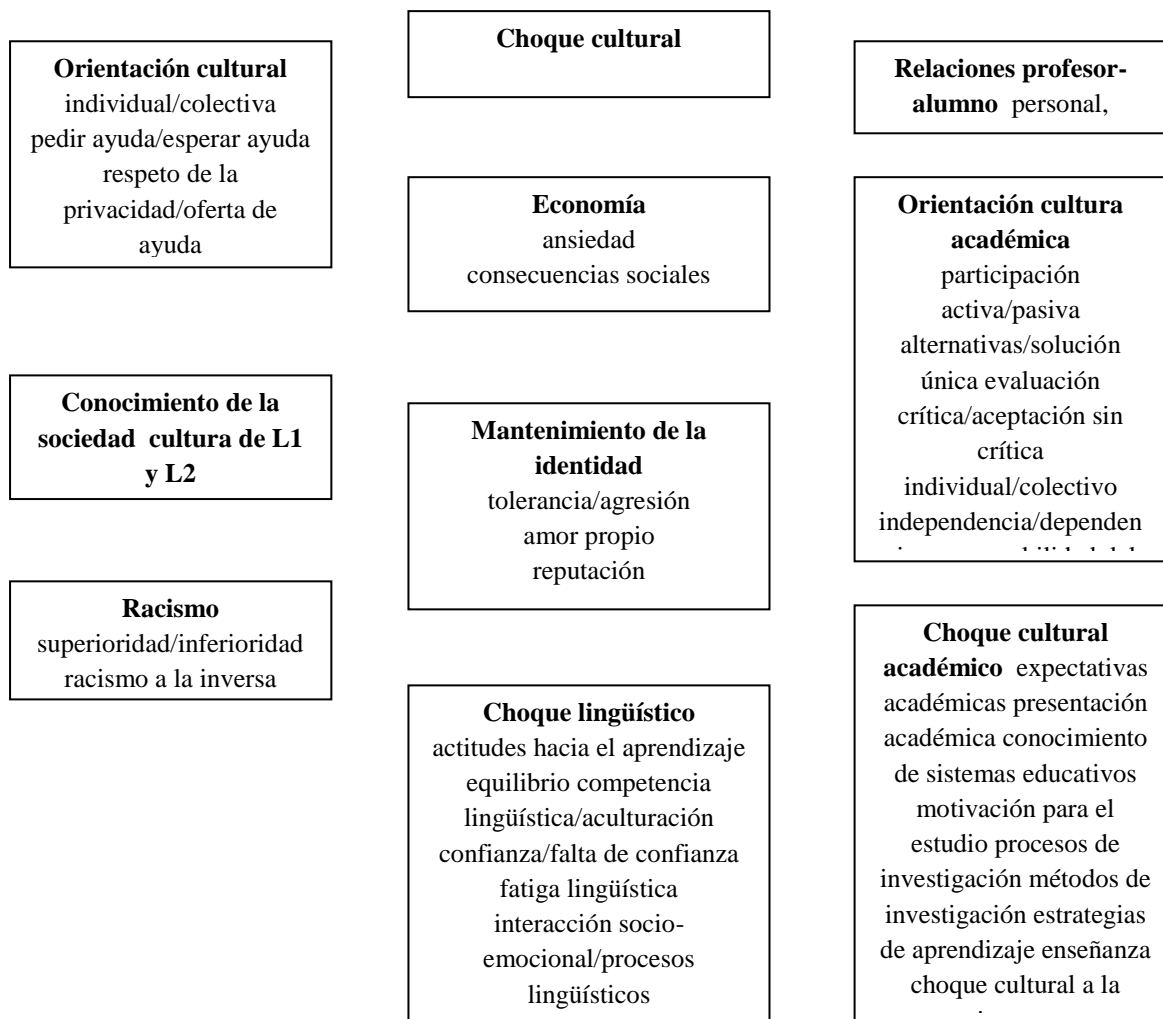 Orientación cultural
individual/colectiva
pedir ayuda/esperar ayuda
respeto de la
privacidad/oferta de
ayuda
Conocimiento de la
sociedad cultura de L1
y L2
Racismo
superioridad/inferioridad
racismo a la inversa
Choque cultural
Economía
ansiedad
consecuencias sociales
Mantenimiento de la
identidad
tolerancia/agresión
amor propio
reputación
Choque lingüístico
actitudes hacia el aprendizaje
equilibrio competencia
lingüística/aculturación
confianza/falta de confianza
fatiga lingüística
interacción socio-
emocional/procesos
lingüísticos
Relaciones profesor-
alumno personal,
Orientación cultura
académica
participación
activa/pasiva
alternativas/solución
única evaluación
crítica/aceptación sin
crítica
individual/colectivo
independencia/dependen
Choque cultural
académico expectativas
académicas presentación
académica conocimiento
de sistemas educativos
motivación para el
estudio procesos de
investigación métodos de
investigación estrategias
de aprendizaje enseñanza
choque cultural a la